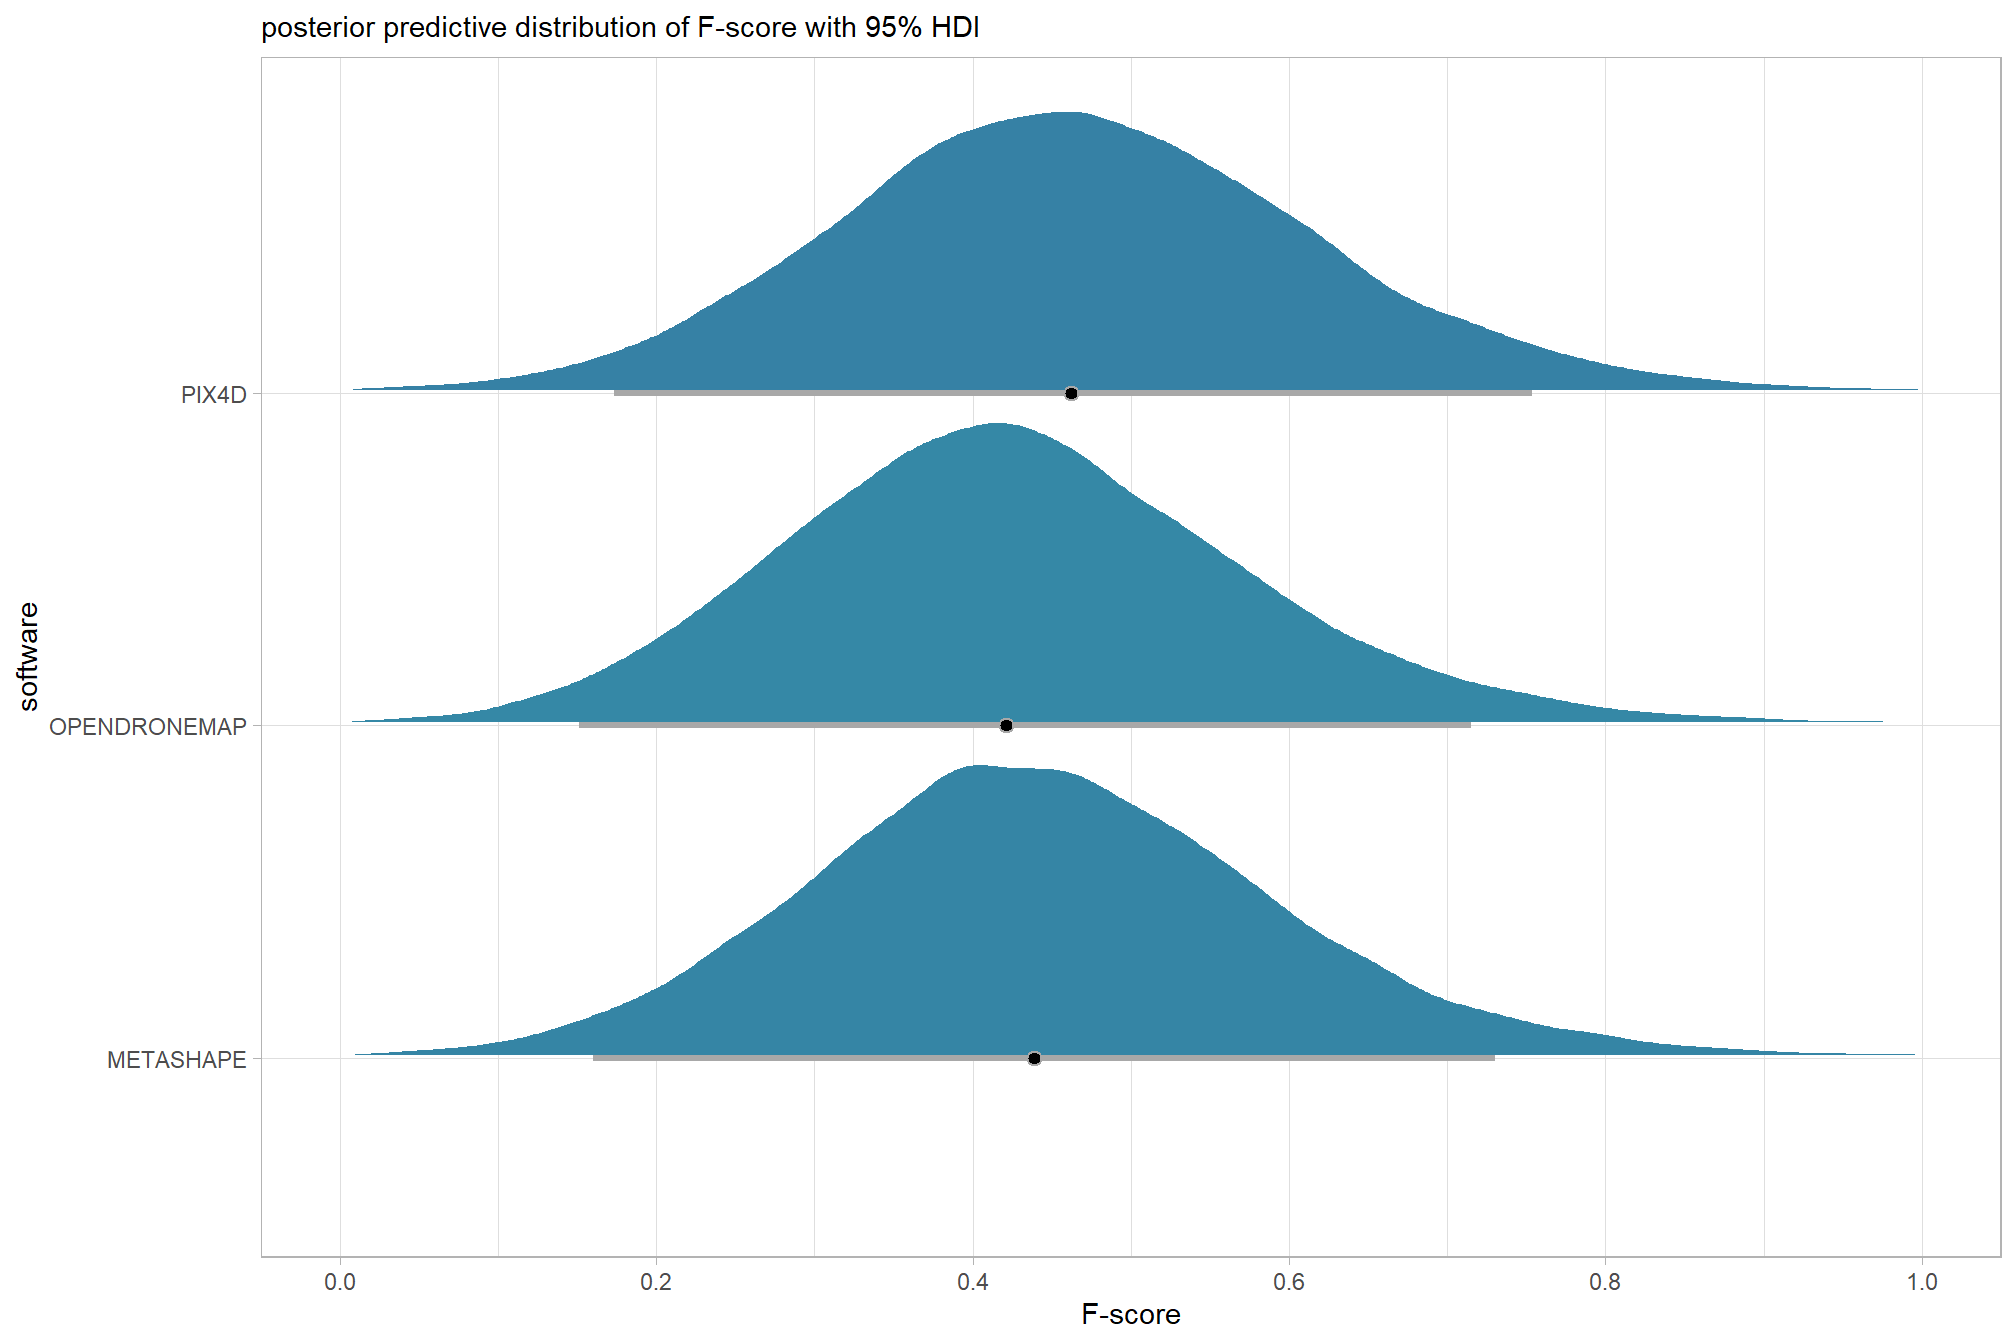 posterior predictive distribution of F-score with 95% HDI
software
PIX4D
OPENDRONEMAP
METASHAPE
0.0 0.2 0.4 0.6 0.8 1.0
F-score